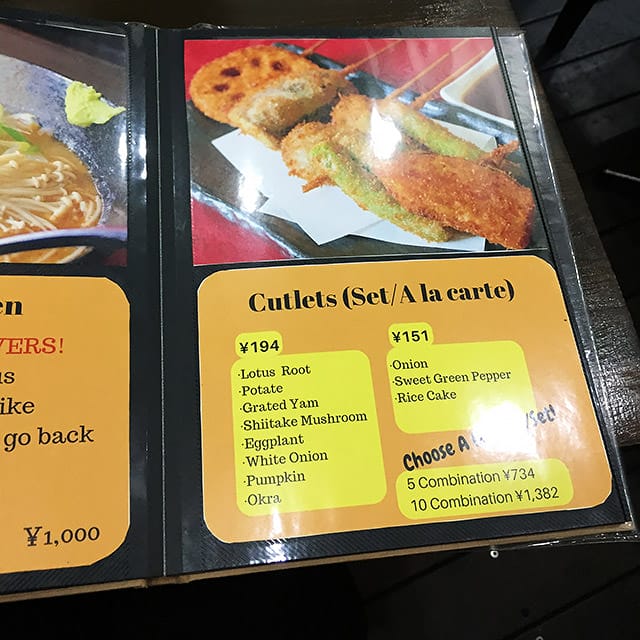 en
VERS!
us
ike
go back
¥1,000
Cutlets (Set/A la carte)
¥194
·Lotus Root
·Potate
·Grated Yam
·Shiitake Mushroom
·Eggplant
·White Onion
·Pumpkin
·Okra
¥151
·Onion
·Sweet Green Pepper
·Rice Cake
Choose A /Set!
5 Combination ¥734
10 Combination ¥1,382